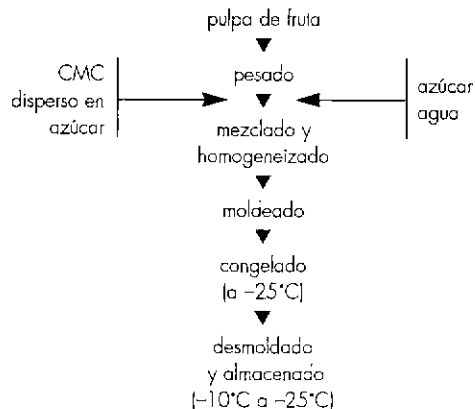 pulpa de fruta
CMC
disperso en
azúcar
pesado
azúcar
agua
mezclado y
homogeneizado
moldeado
congelado
(a –25°C)
desmoldado
y almacenado
(–10°C a –25°C)